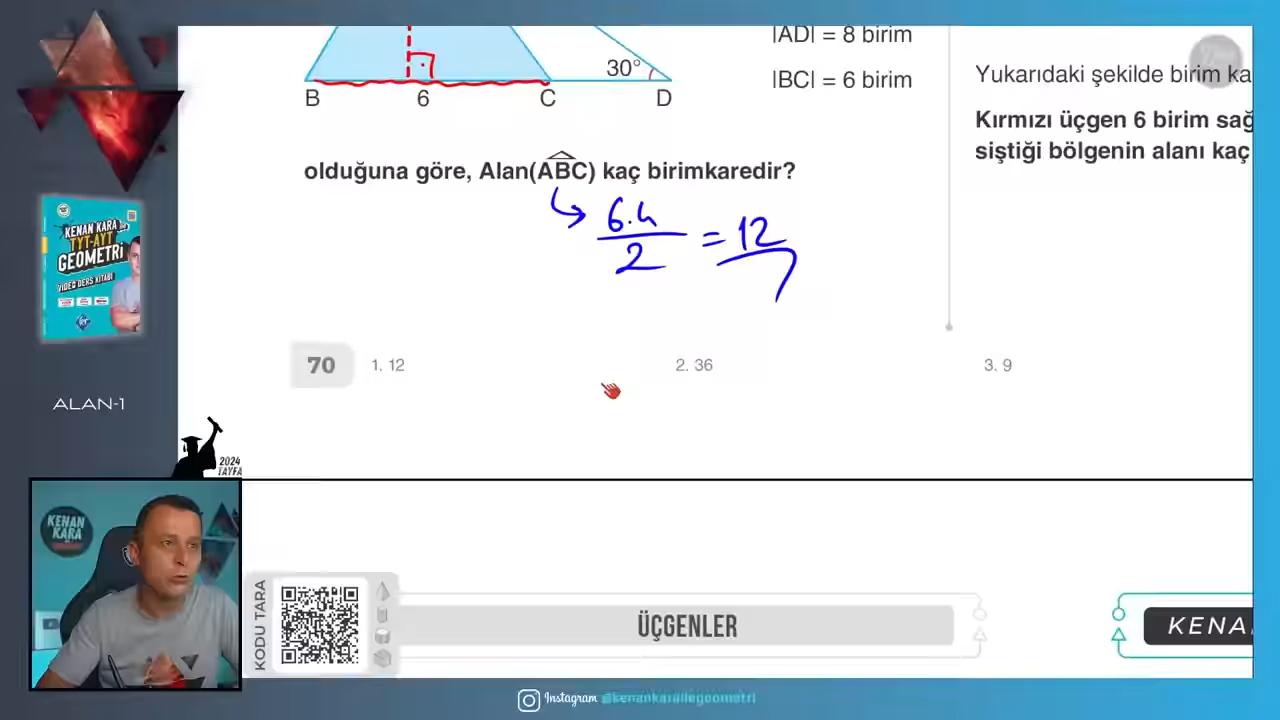 |AD| = 8 birim
30°
|BC| = 6 birim
B 6 C D
olduğuna göre, Alan(ABC) kaç birimkaredir?
6.4
2
= 12
Yukarıdaki şekilde birim ka
Kırmızı üçgen 6 birim sağ
siştiği bölgenin alanı kaç
70 1. 12 2. 36 3. 9
KENAN KARA
TYT-AYT
GEOMETRİ
VİDEO DERS KİTABI
ALAN-1
2024
TAYFA
KENAN
KARA
KODU TARA
ÜÇGENLER
KENA
Instagram @kenankarailegeometri